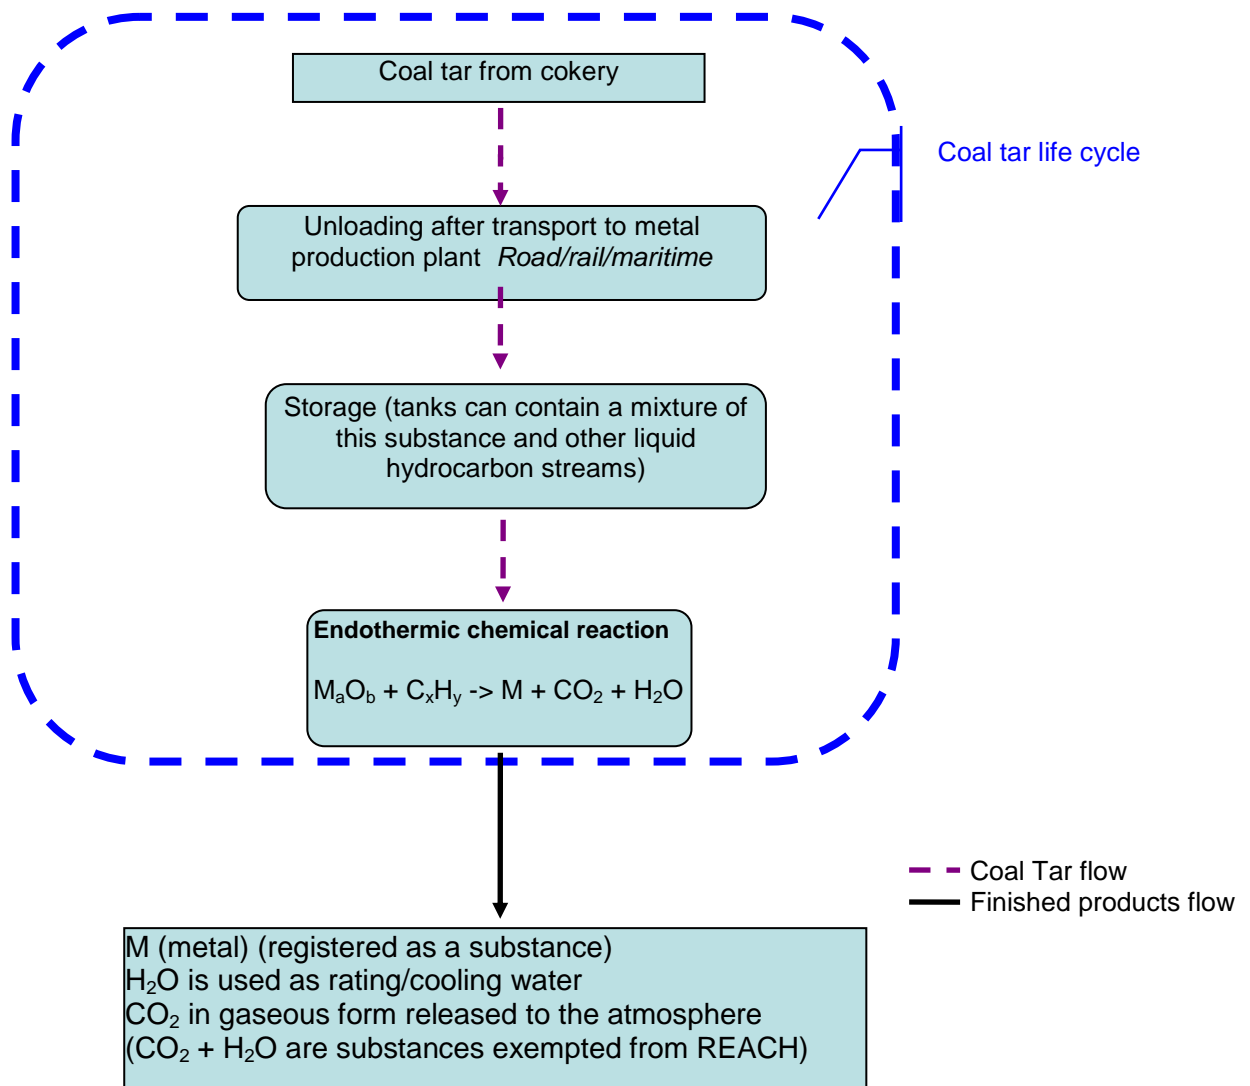 Coal tar from cokery
Coal tar life cycle
Unloading after transport to metal
production plant Road/rail/maritime
Storage (tanks can contain a mixture of
this substance and other liquid
hydrocarbon streams)
Endothermic chemical reaction
MₐO_b + CₓH_y -> M + CO₂ + H₂O
Coal Tar flow
Finished products flow
M (metal) (registered as a substance)
H₂O is used as rating/cooling water
CO₂ in gaseous form released to the atmosphere
(CO₂ + H₂O are substances exempted from REACH)